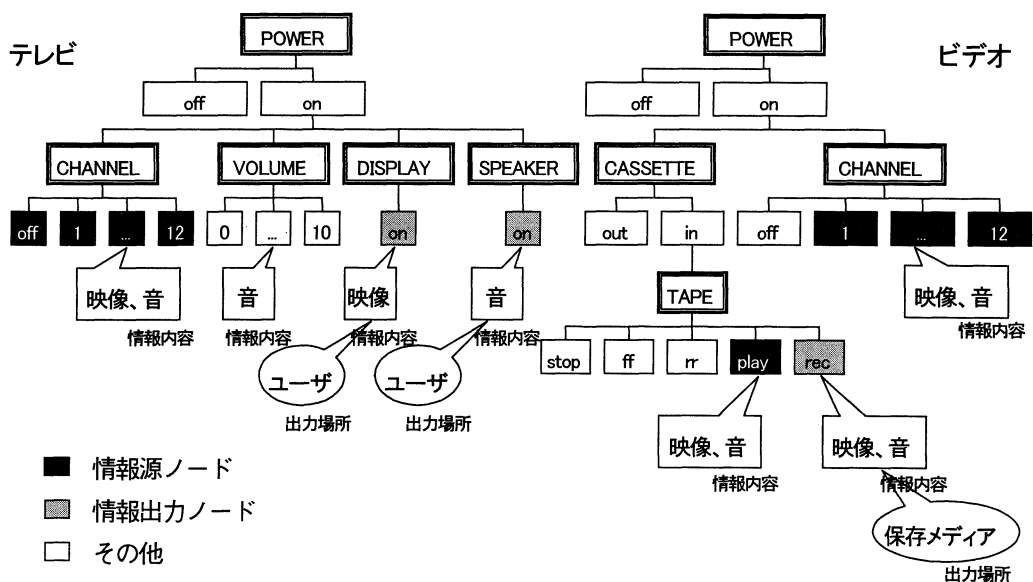 テレビ
POWER
off
on
CHANNEL
VOLUME
DISPLAY
SPEAKER
off
1
...
12
0
...
10
on
on
映像、音
情報内容
音
情報内容
映像
情報内容
音
情報内容
ユーザ
出力場所
ユーザ
出力場所
ビデオ
POWER
off
on
CASSETTE
CHANNEL
out
in
off
1
...
12
映像、音
情報内容
TAPE
stop
ff
rr
play
rec
映像、音
情報内容
映像、音
情報内容
保存メディア
出力場所
情報源ノード
情報出力ノード
その他